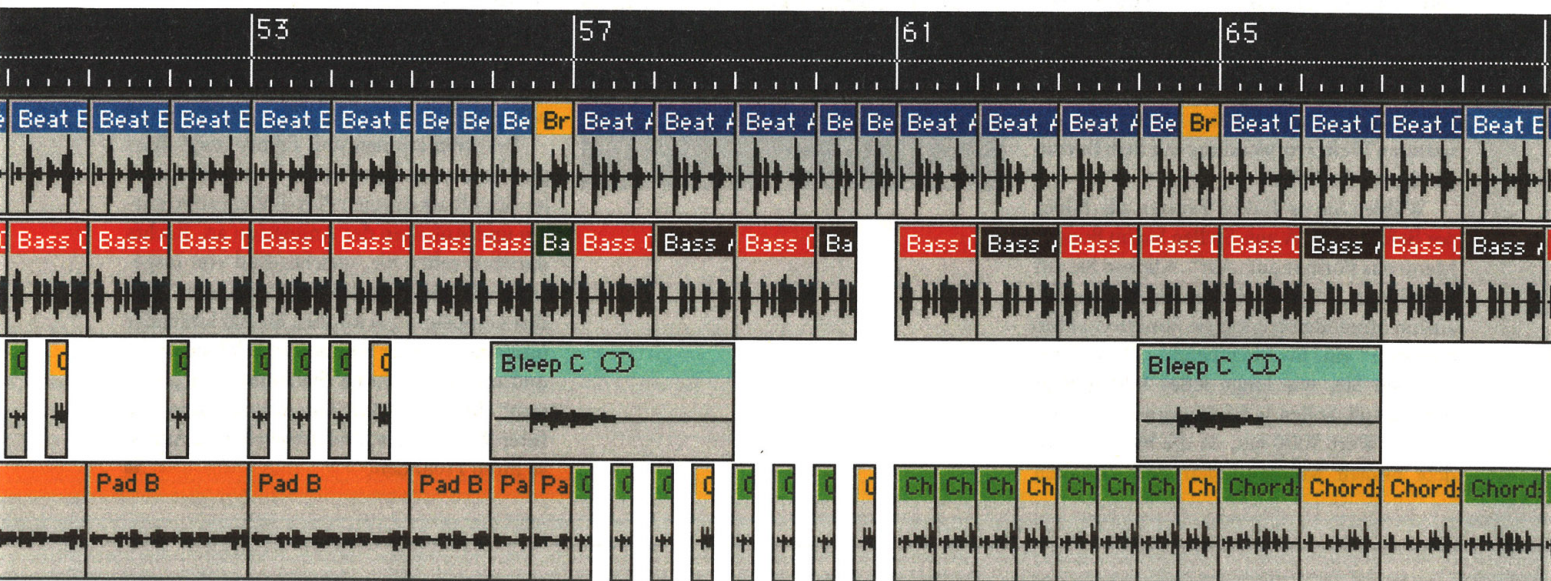 53 57 61 65
Beat E Beat E Beat E Beat E Beat E Be Be Be Br Beat A Beat A Beat A Be Be Beat A Beat A Beat A Be Br Beat C Beat C Beat C Beat E
Bass C Bass C Bass D Bass C Bass C Bass Bass Ba Bass C Bass A Bass C Ba Bass C Bass A Bass C Bass D Bass C Bass A Bass C Bass A
Bleep C Bleep C
Pad B Pad B Pad B Pa Pa Ch Ch Ch Ch Ch Ch Ch Ch Chord Chord Chord Chord